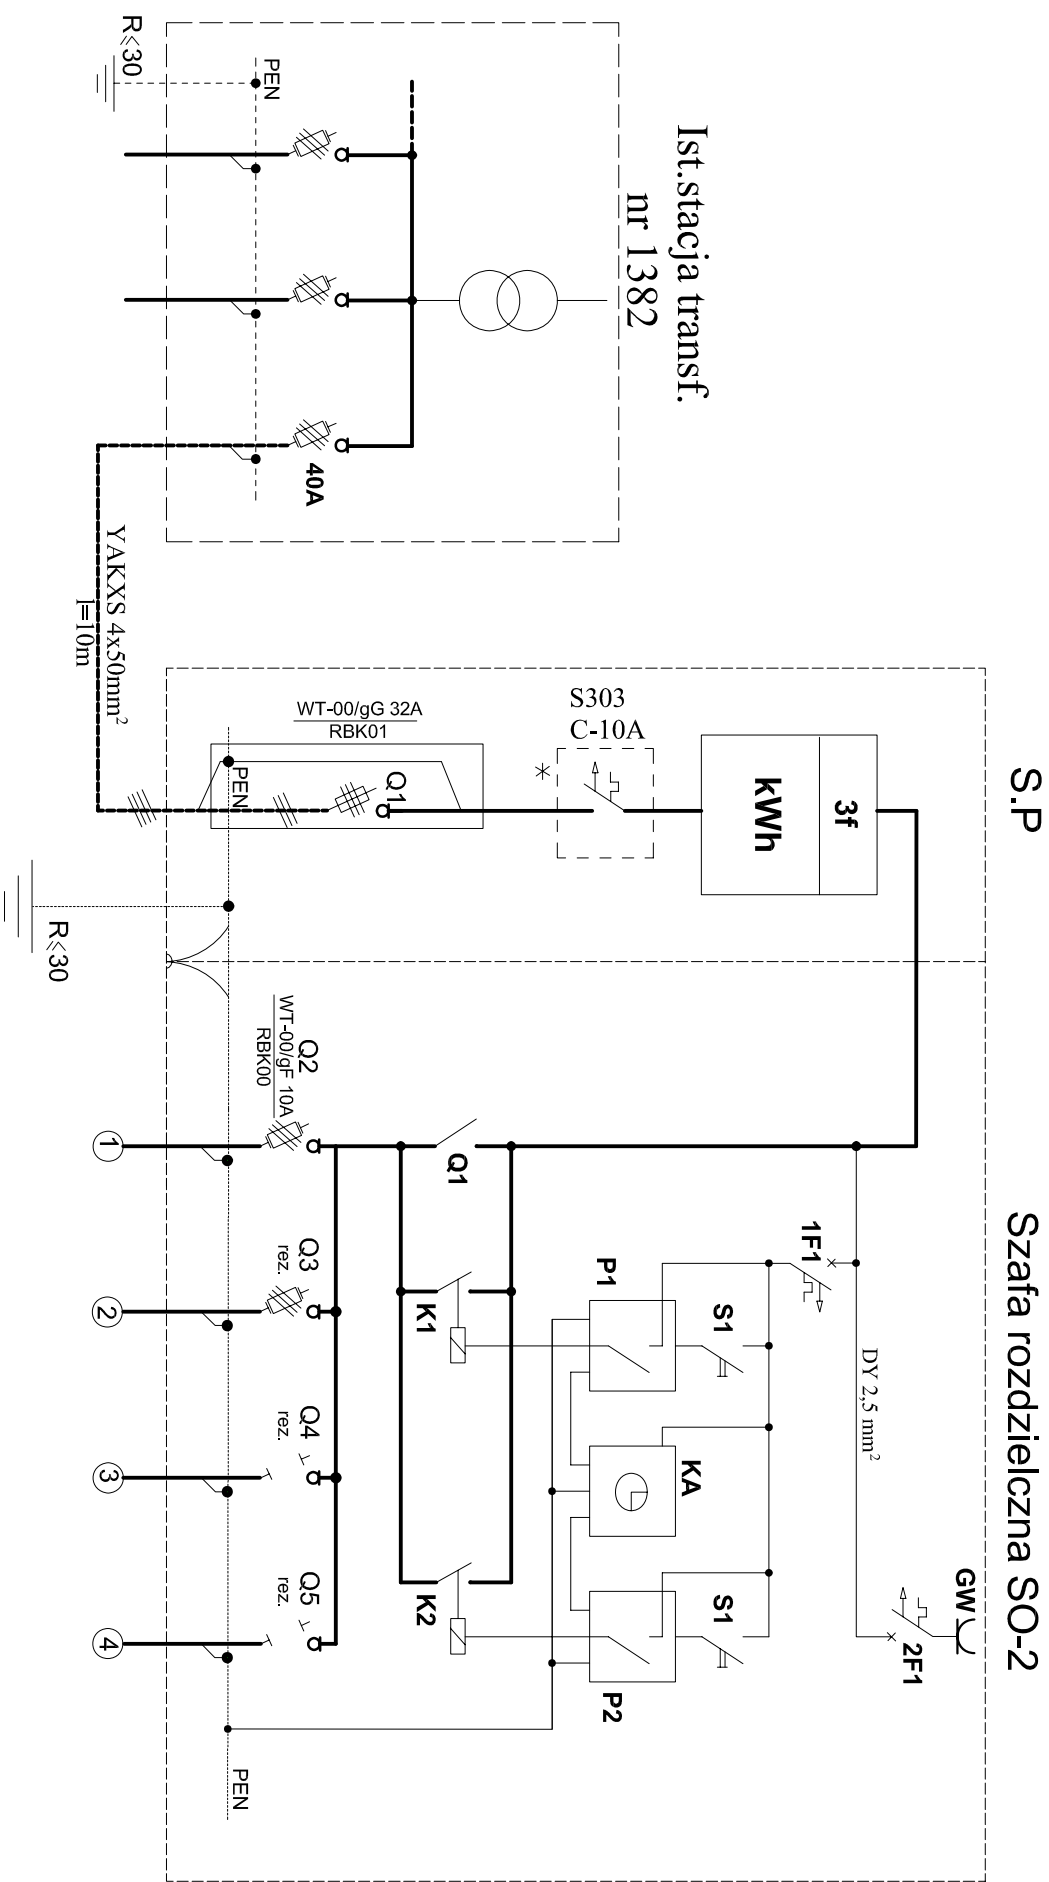 Ist.stacja transf.
nr 1382
PEN
R≤30
40A
YAKXS 4x50mm²
l=10m
S.P
S303
C-10A
*
WT-00/gG 32A
RBK01
Q1
PEN
3f
kWh
R≤30
Szafa rozdzielczna SO-2
GW
2F1
1F1
DY 2,5 mm²
S1
S1
P1
KA
P2
Q1
K1
K2
Q2
WT-00/gF 10A
RBK00
Q3
rez.
Q4
rez.
Q5
rez.
PEN
1
2
3
4